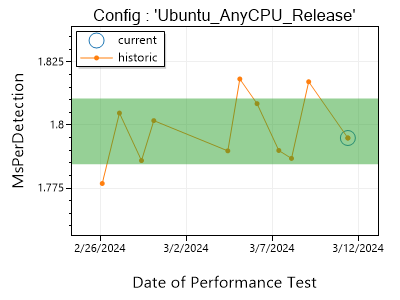 Config : 'Ubuntu_AnyCPU_Release'
current
historic
1.825
1.8
1.775
MsPerDetection
2/26/2024 3/2/2024 3/7/2024 3/12/2024
Date of Performance Test